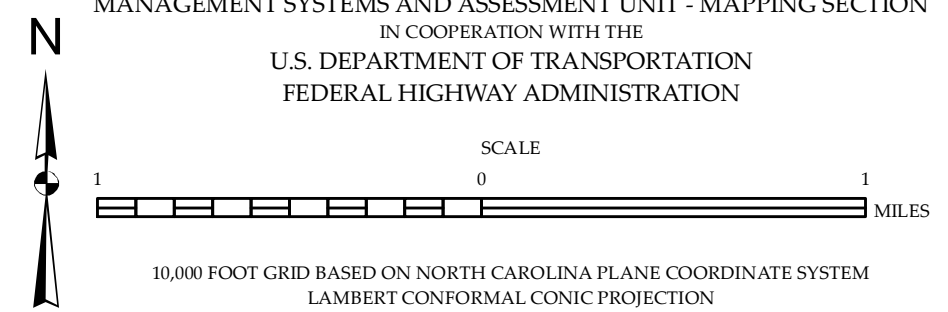 MANAGEMENT SYSTEMS AND ASSESSMENT UNIT - MAPPING SECTION
IN COOPERATION WITH THE
U.S. DEPARTMENT OF TRANSPORTATION
FEDERAL HIGHWAY ADMINISTRATION
N
SCALE
1 0 1
MILES
10,000 FOOT GRID BASED ON NORTH CAROLINA PLANE COORDINATE SYSTEM
LAMBERT CONFORMAL CONIC PROJECTION